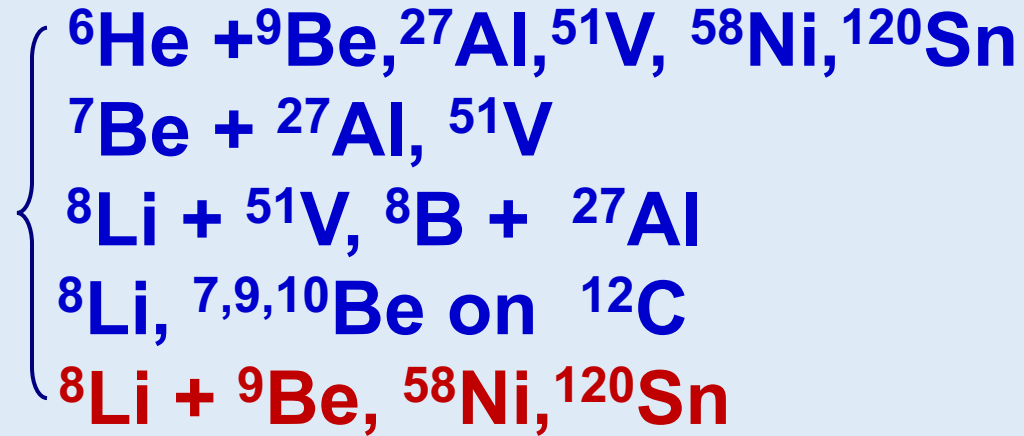 ⁶He +⁹Be,²⁷Al,⁵¹V, ⁵⁸Ni,¹²⁰Sn
⁷Be + ²⁷Al, ⁵¹V
⁸Li + ⁵¹V, ⁸B + ²⁷Al
⁸Li, ⁷,⁹,¹⁰Be on ¹²C
⁸Li + ⁹Be, ⁵⁸Ni,¹²⁰Sn